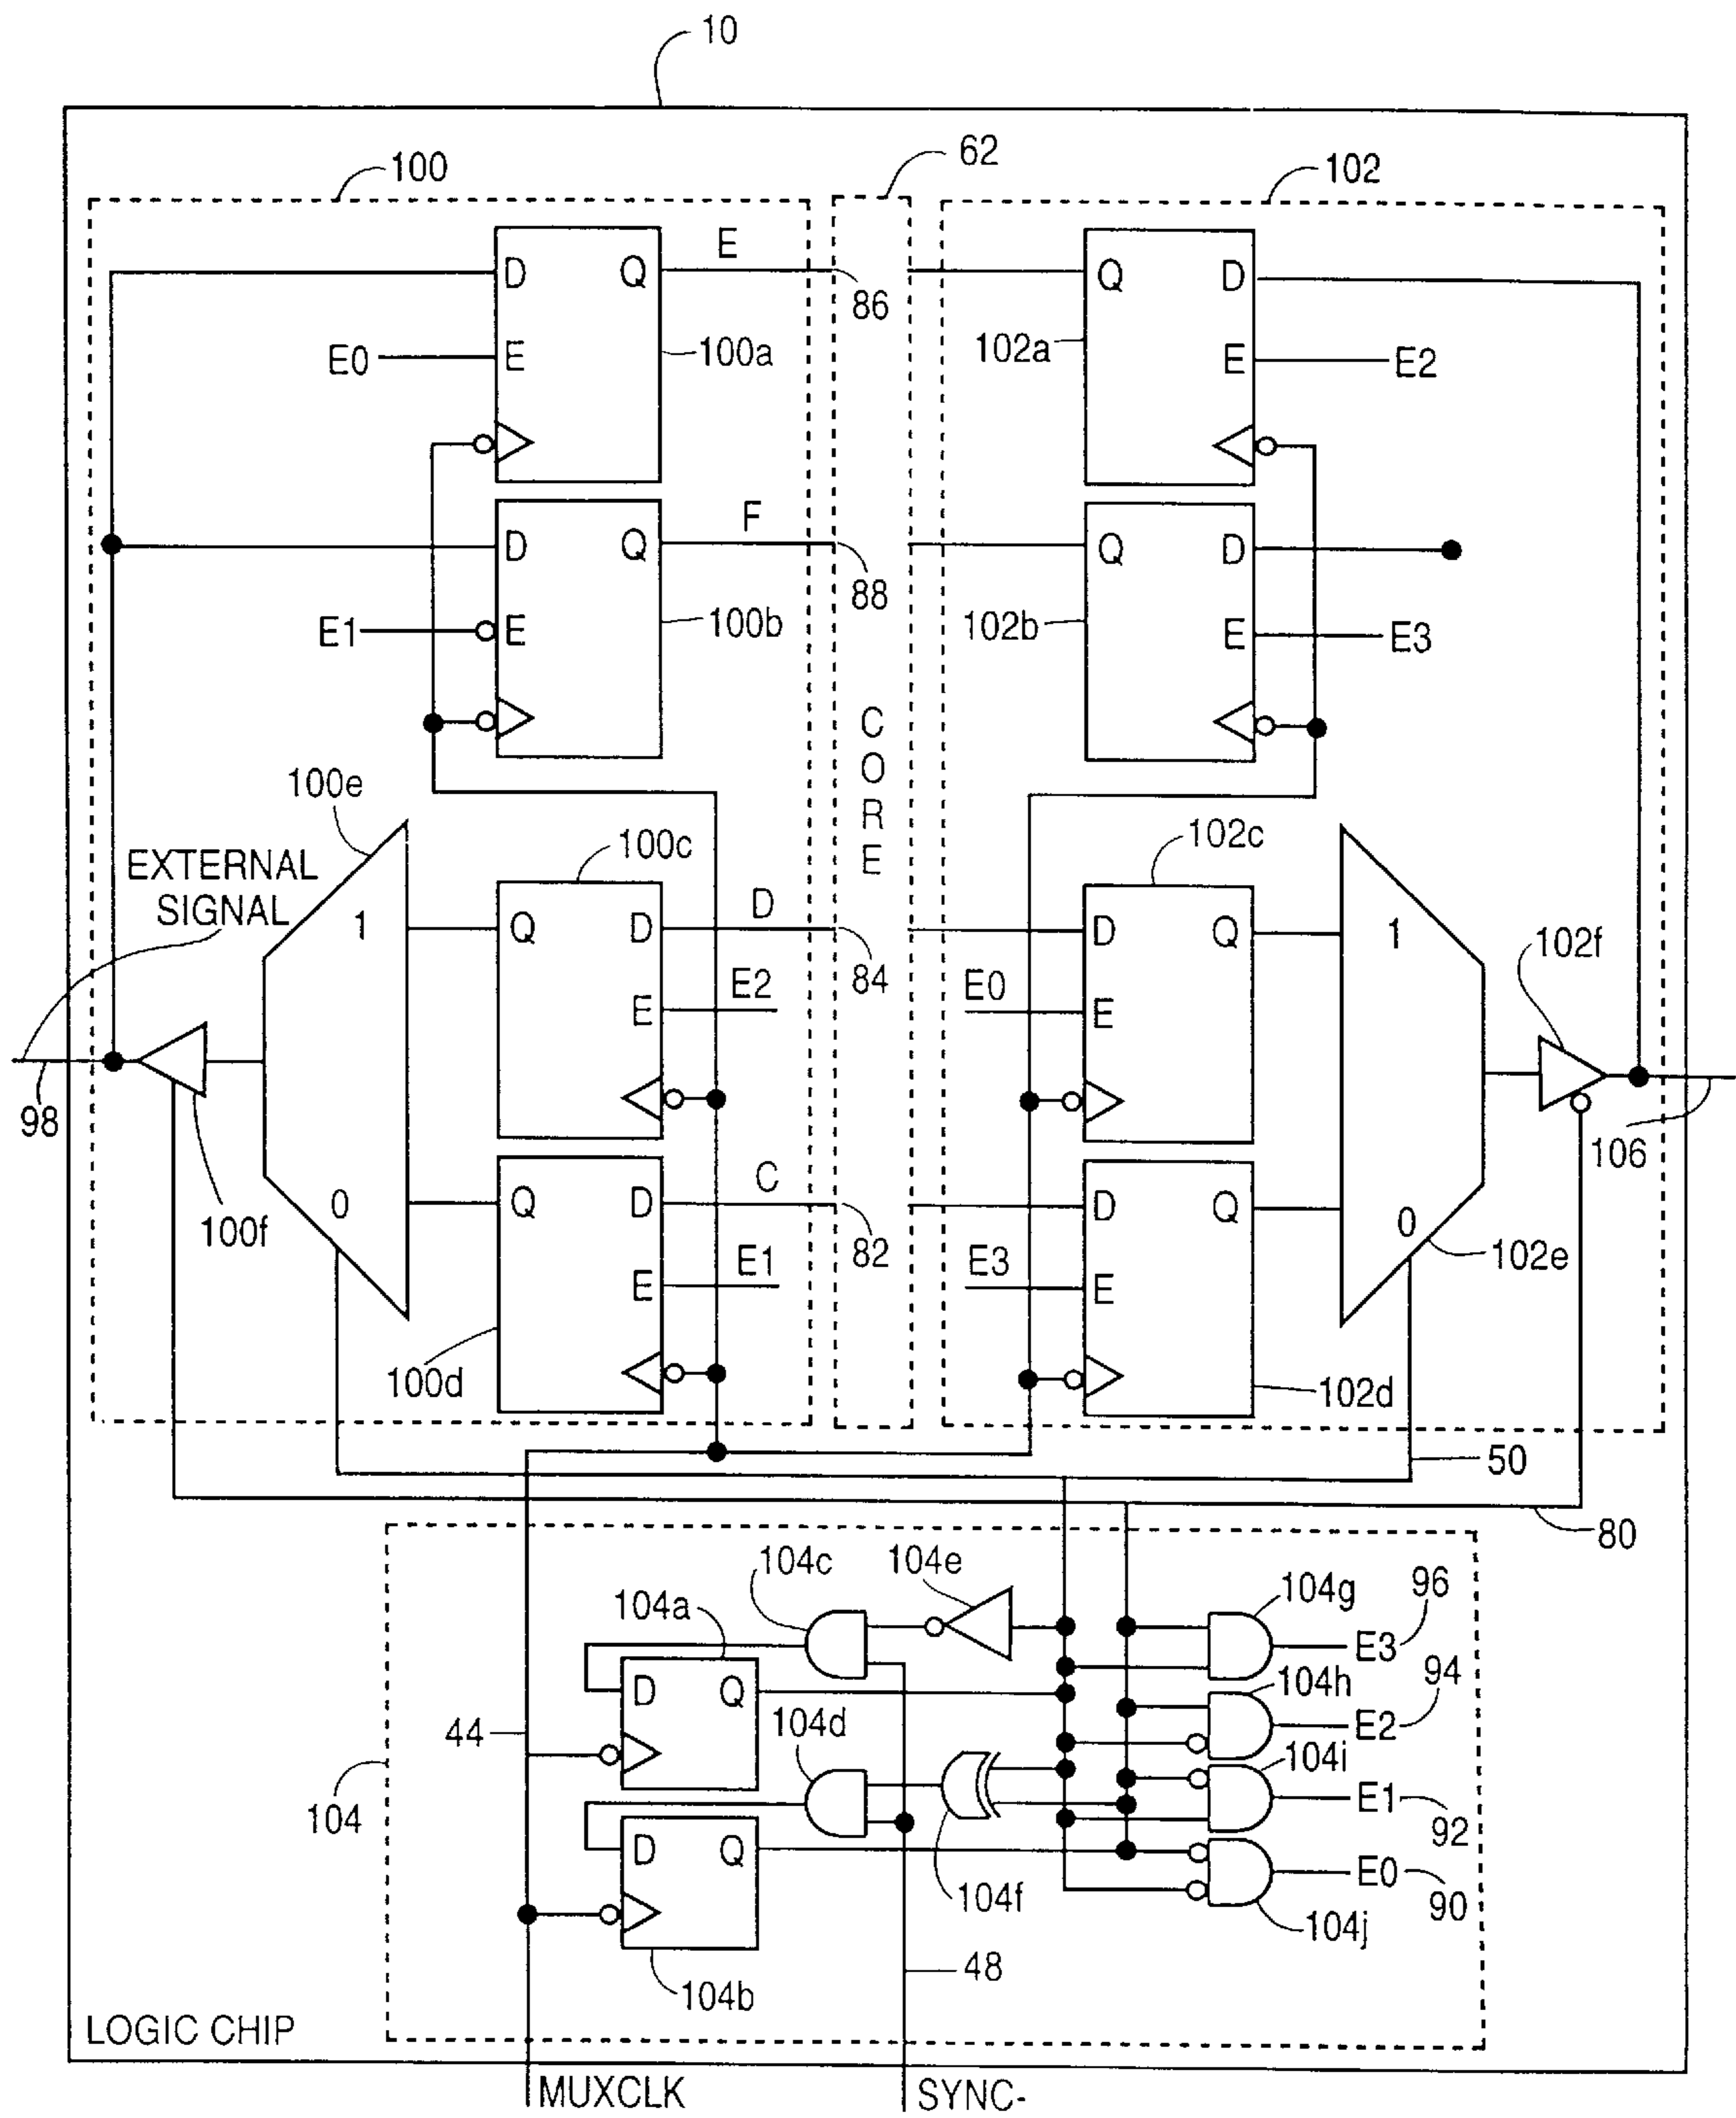 10
100
62
102
D Q E
86
Q D
E0 E
100a
102a
E E2
D Q F
88
Q D
E1 E
100b
102b
E E3
CORE
100e
100c
102c
EXTERNAL
SIGNAL
1 Q D D
84
D Q 1
102f
E E2
E0 E
98
106
100f
0 Q D C
82
D Q 0
102e
E E1
E3 E
100d
102d
50
80
104c
104e
104g
96
104a
E3
94
D Q
104h
44
104d
E2
104i
104
E1
92
D Q
E0
90
104f
104j
48
104b
LOGIC CHIP
MUXCLK
SYNC-